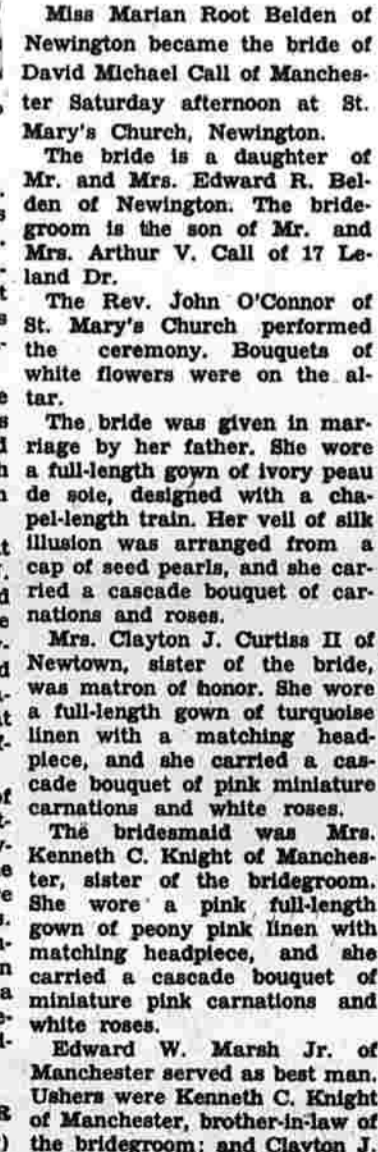 Miss Marian Root Belden of
Newington became the bride of
David Michael Call of Manches-
ter Saturday afternoon at St.
Mary's Church, Newington.
The bride is a daughter of
Mr. and Mrs. Edward R. Bel-
den of Newington. The bride-
groom is the son of Mr. and
Mrs. Arthur V. Call of 17 Le-
land Dr.
The Rev. John O'Connor of
St. Mary's Church performed
the ceremony. Bouquets of
white flowers were on the al-
tar.
The bride was given in mar-
riage by her father. She wore
a full-length gown of ivory peau
de soie, designed with a cha-
pel-length train. Her veil of silk
illusion was arranged from a
cap of seed pearls, and she car-
ried a cascade bouquet of car-
nations and roses.
Mrs. Clayton J. Curtiss II of
Newtown, sister of the bride,
was matron of honor. She wore
a full-length gown of turquoise
linen with a matching head-
piece, and she carried a cas-
cade bouquet of pink miniature
carnations and white roses.
The bridesmaid was Mrs.
Kenneth C. Knight of Manches-
ter, sister of the bridegroom.
She wore a pink full-length
gown of peony pink linen with
matching headpiece, and she
carried a cascade bouquet of
miniature pink carnations and
white roses.
Edward W. Marsh Jr. of
Manchester served as best man.
Ushers were Kenneth C. Knight
of Manchester, brother-in-law of
the bridegroom; and Clayton J.